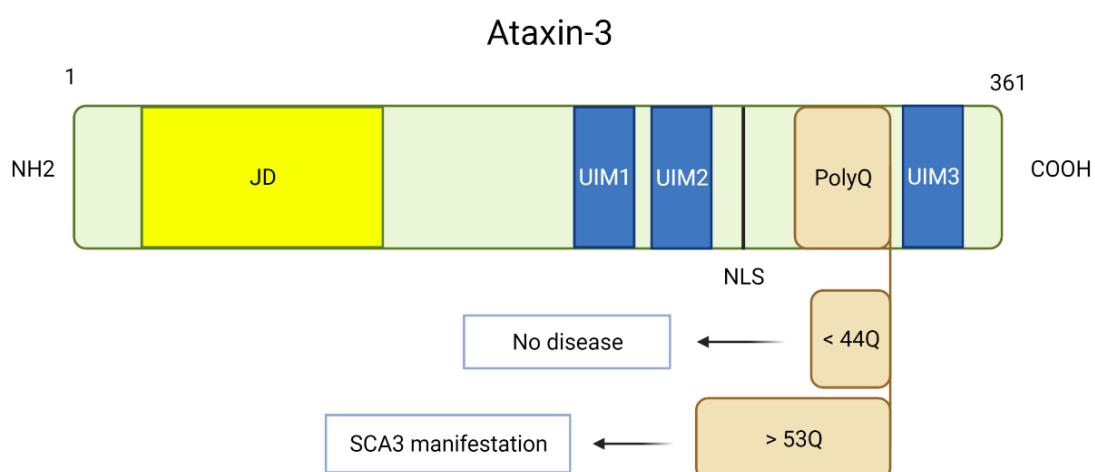 Ataxin-3
1
361
NH2
JD
UIM1
UIM2
PolyQ
UIM3
COOH
NLS
No disease
< 44Q
SCA3 manifestation
> 53Q